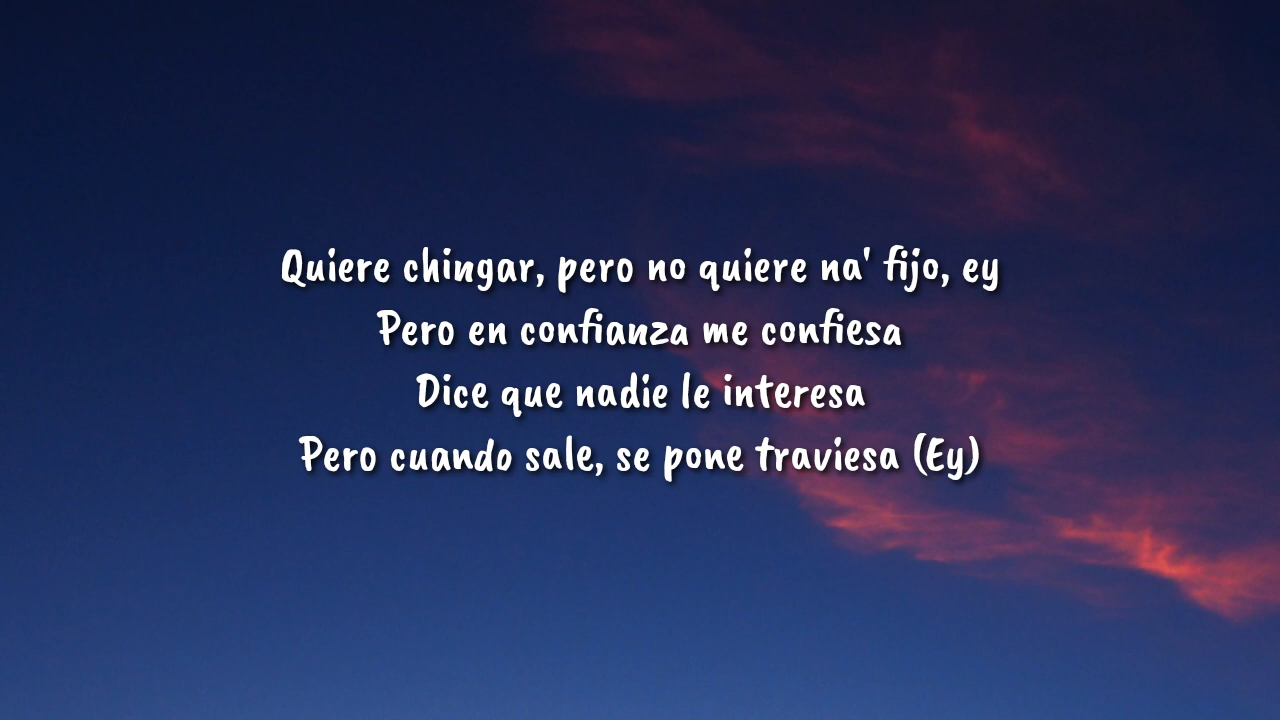 Quiere chingar, pero no quiere na' fijo, ey
Pero en confianza me confiesa
Dice que nadie le interesa
Pero cuando sale, se pone traviesa (Ey)